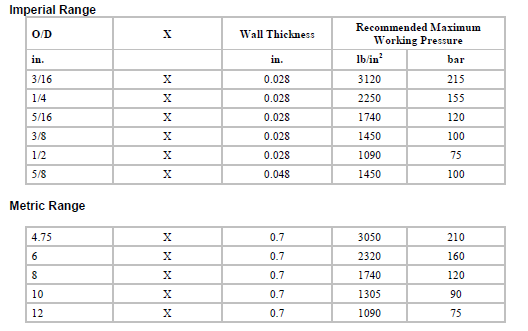 Imperial Range
O/D X Wall Thickness Recommended Maximum Working Pressure
in. in. lb/in² bar
3/16 X 0.028 3120 215
1/4 X 0.028 2250 155
5/16 X 0.028 1740 120
3/8 X 0.028 1450 100
1/2 X 0.028 1090 75
5/8 X 0.048 1450 100
Metric Range
4.75 X 0.7 3050 210
6 X 0.7 2320 160
8 X 0.7 1740 120
10 X 0.7 1305 90
12 X 0.7 1090 75